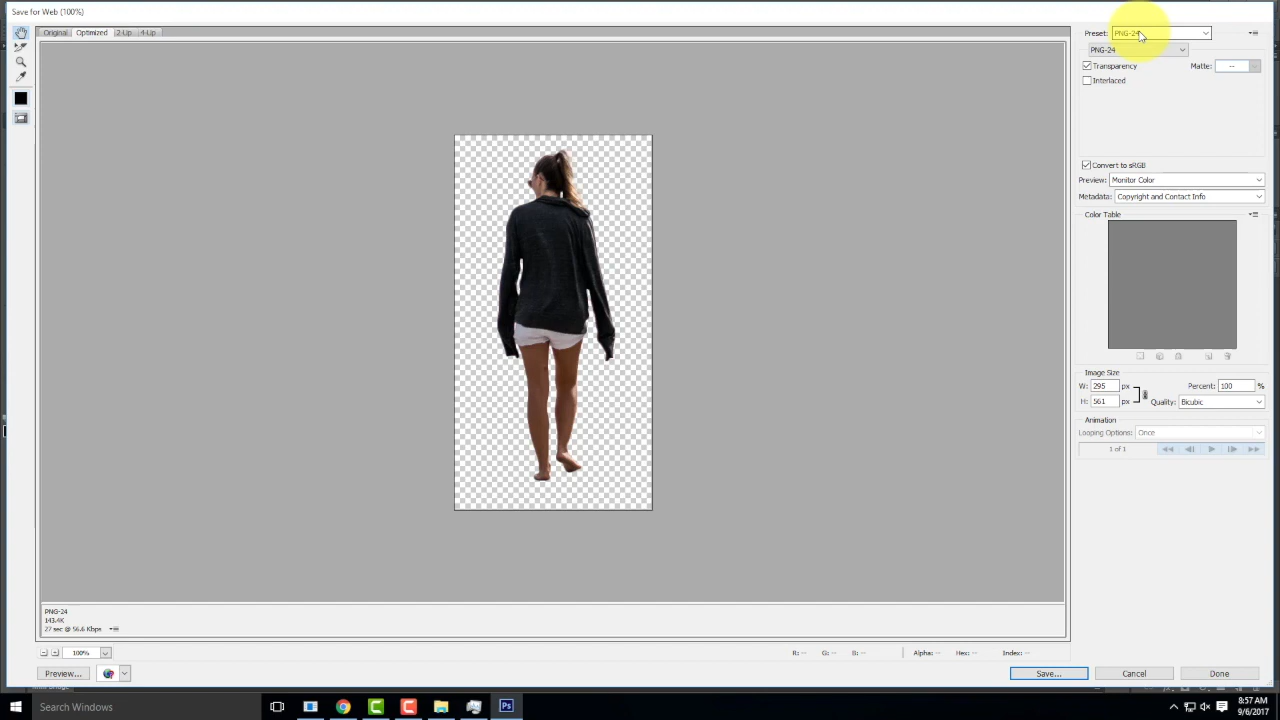 Save for Web (100%)
Original Optimized 2-Up 4-Up
Preset: PNG-24
PNG-24
Transparency Matte: --
Interlaced
Convert to sRGB
Preview: Monitor Color
Metadata: Copyright and Contact Info
Color Table
Image Size
W: 295 px Percent: 100 %
H: 561 px Quality: Bicubic
Animation
Looping Options: Once
1 of 1
PNG-24
143.4K
27 sec @ 56.6 Kbps
100% R: -- G: -- B: -- Alpha: -- Hex: -- Index: --
Preview... Save... Cancel Done
Search Windows
Ps
8:57 AM
9/6/2017